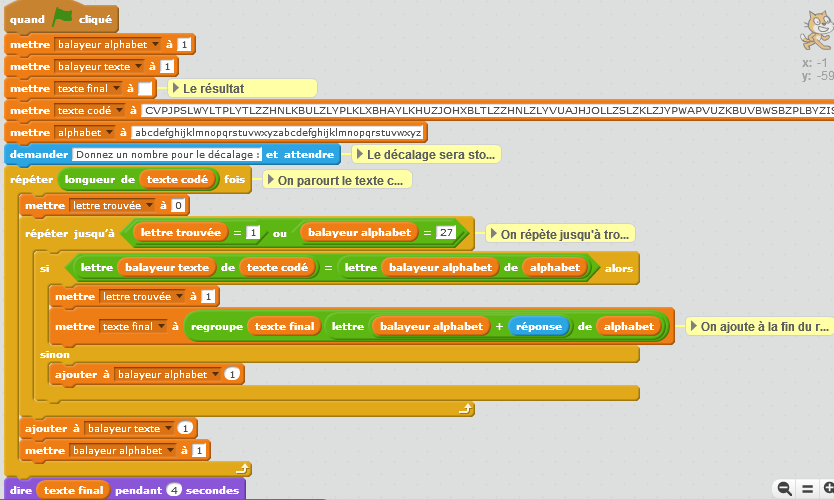 quand cliqué
mettre balayeur alphabet à 1
mettre balayeur texte à 1
mettre texte final à Le résultat
mettre texte codé à CVPJPSLWYLTPLYTLZZHNLKBULZLYPLKLXBHAYLKHUZJOHXBLTLZZHNLZLYVUAJHJOLLZSLZKLZJYPWAPVUZKBUVBWSBZPLBYZIS
mettre alphabet à abcdefghijklmnopqrstuvwxyzabcdefghijklmnopqrstuvwxyz
demander Donnez un nombre pour le décalage : et attendre Le décalage sera sto...
répéter longueur de texte codé fois On parourt le texte c...
mettre lettre trouvée à 0
répéter jusqu'à lettre trouvée = 1 ou balayeur alphabet = 27 On répète jusqu'à tro...
si lettre balayeur texte de texte codé = lettre balayeur alphabet de alphabet alors
mettre lettre trouvée à 1
mettre texte final à regroupe texte final lettre balayeur alphabet + réponse de alphabet On ajoute à la fin du r...
sinon
ajouter à balayeur alphabet 1
ajouter à balayeur texte 1
mettre balayeur alphabet à 1
dire texte final pendant 4 secondes
x: -1
y: -59